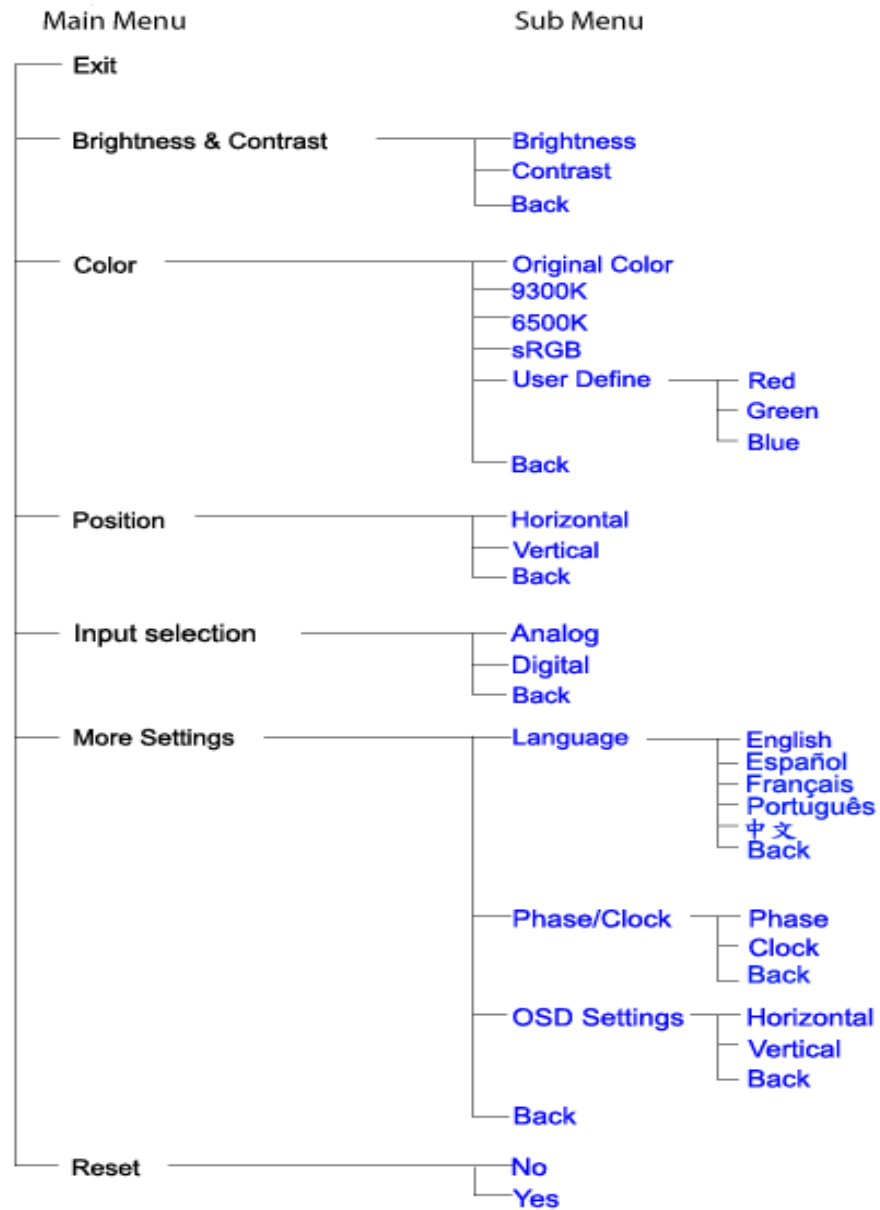 Main Menu Sub Menu
Exit
Brightness & Contrast Brightness
Contrast
Back
Color Original Color
9300K
6500K
sRGB
User Define Red
Green
Blue
Back
Position Horizontal
Vertical
Back
Input selection Analog
Digital
Back
More Settings Language English
Español
Français
Português
中文
Back
Phase/Clock Phase
Clock
Back
OSD Settings Horizontal
Vertical
Back
Back
Reset No
Yes